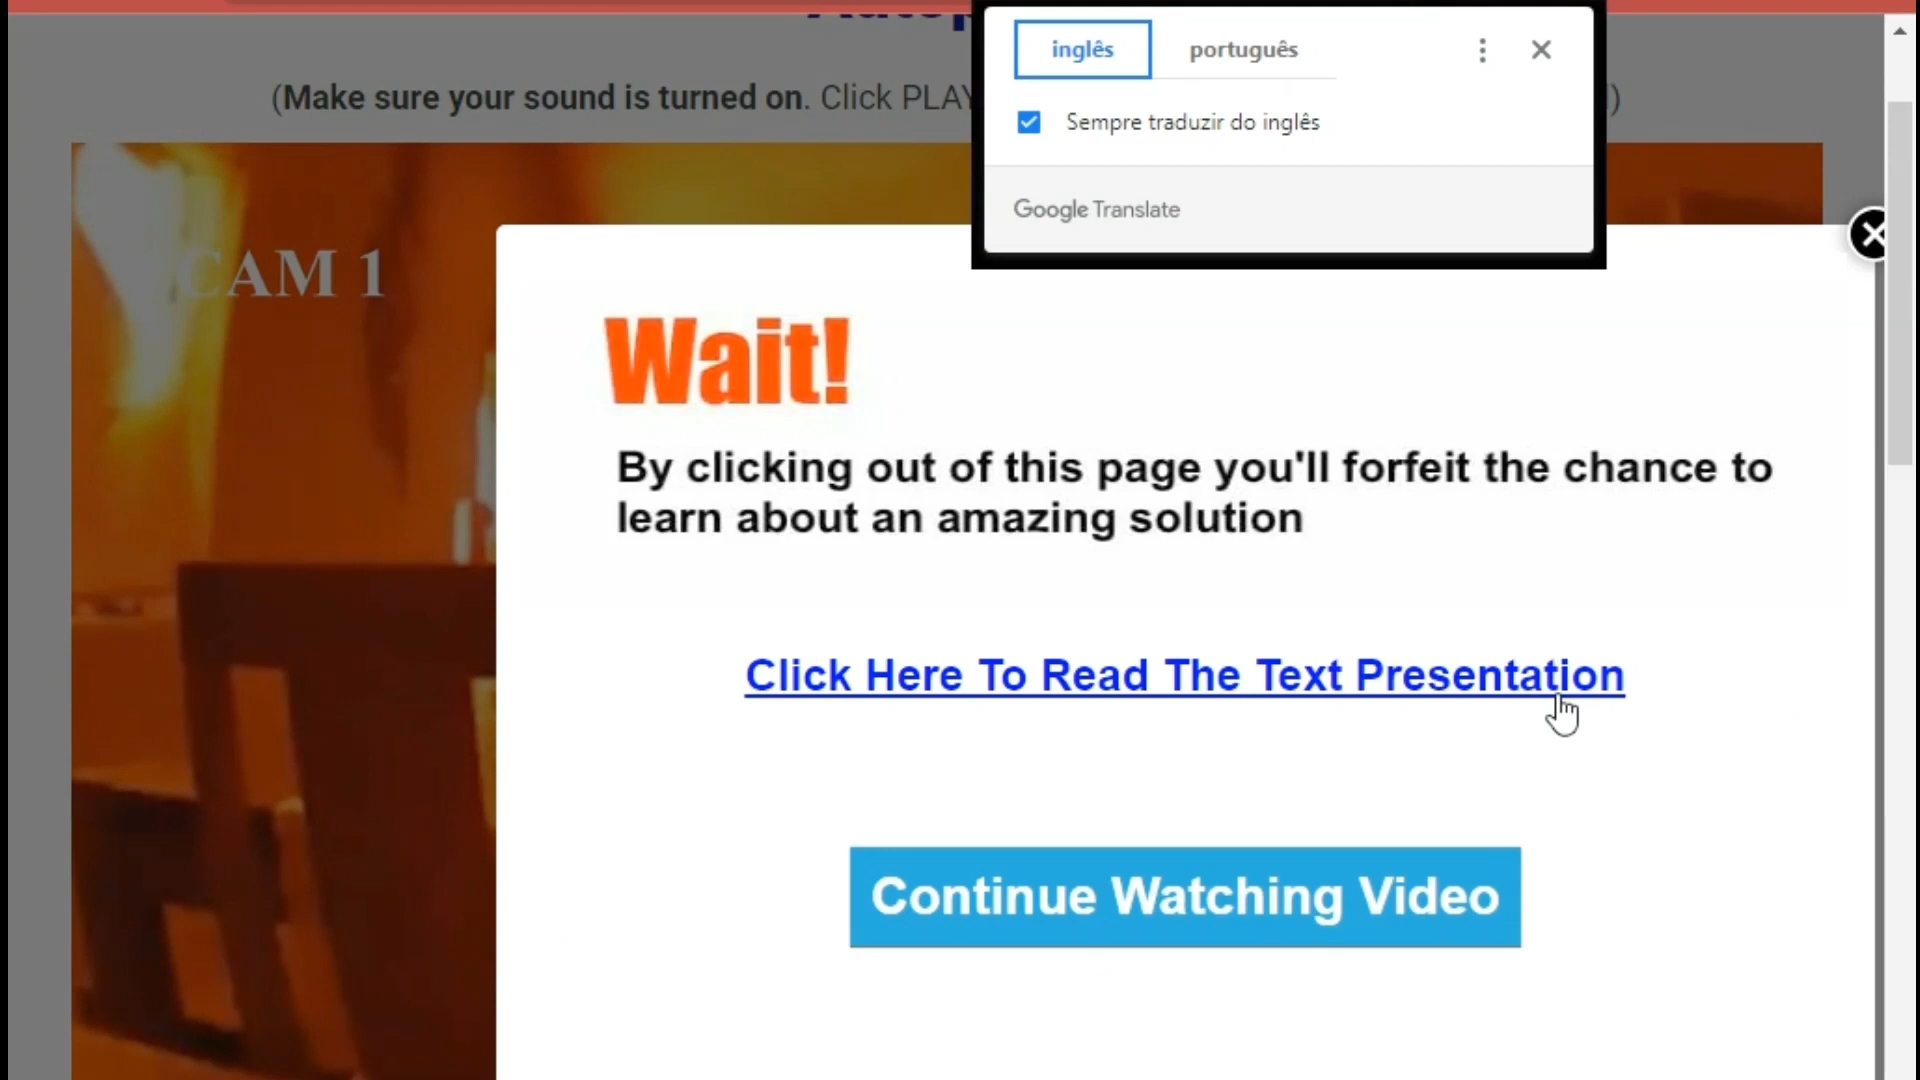 inglês português
(Make sure your sound is turned on. Click PLAY
)
Sempre traduzir do inglês
Google Translate
CAM 1
Wait!
By clicking out of this page you'll forfeit the chance to
learn about an amazing solution
Click Here To Read The Text Presentation
Continue Watching Video